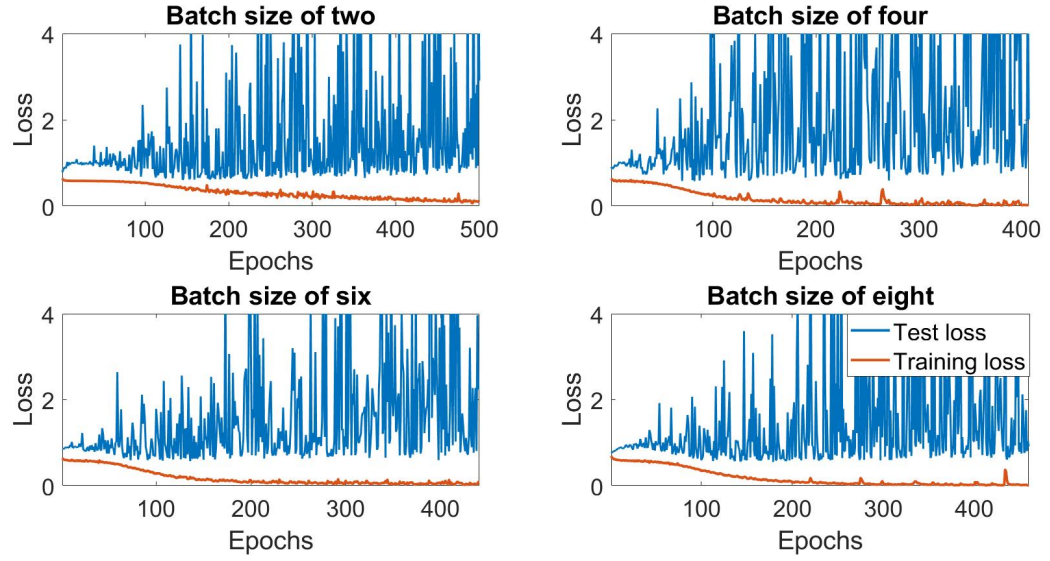 Batch size of two
4
2
0
Loss
100 200 300 400 500
Epochs
Batch size of four
4
2
0
Loss
100 200 300 400
Epochs
Batch size of six
4
2
0
Loss
100 200 300 400
Epochs
Batch size of eight
4
2
0
Loss
Test loss
Training loss
100 200 300 400
Epochs